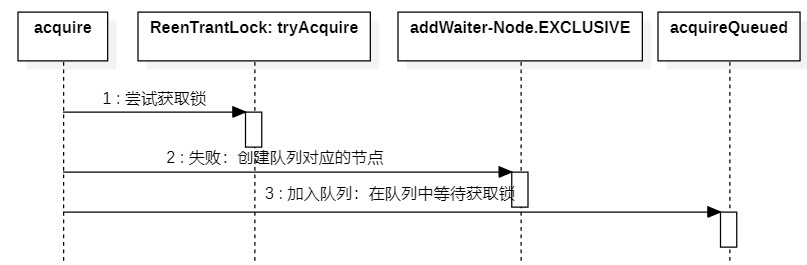 acquire
ReenTrantLock: tryAcquire
addWaiter-Node.EXCLUSIVE
acquireQueued
1 : 尝试获取锁
2 : 失败：创建队列对应的节点
3 : 加入队列：在队列中等待获取锁